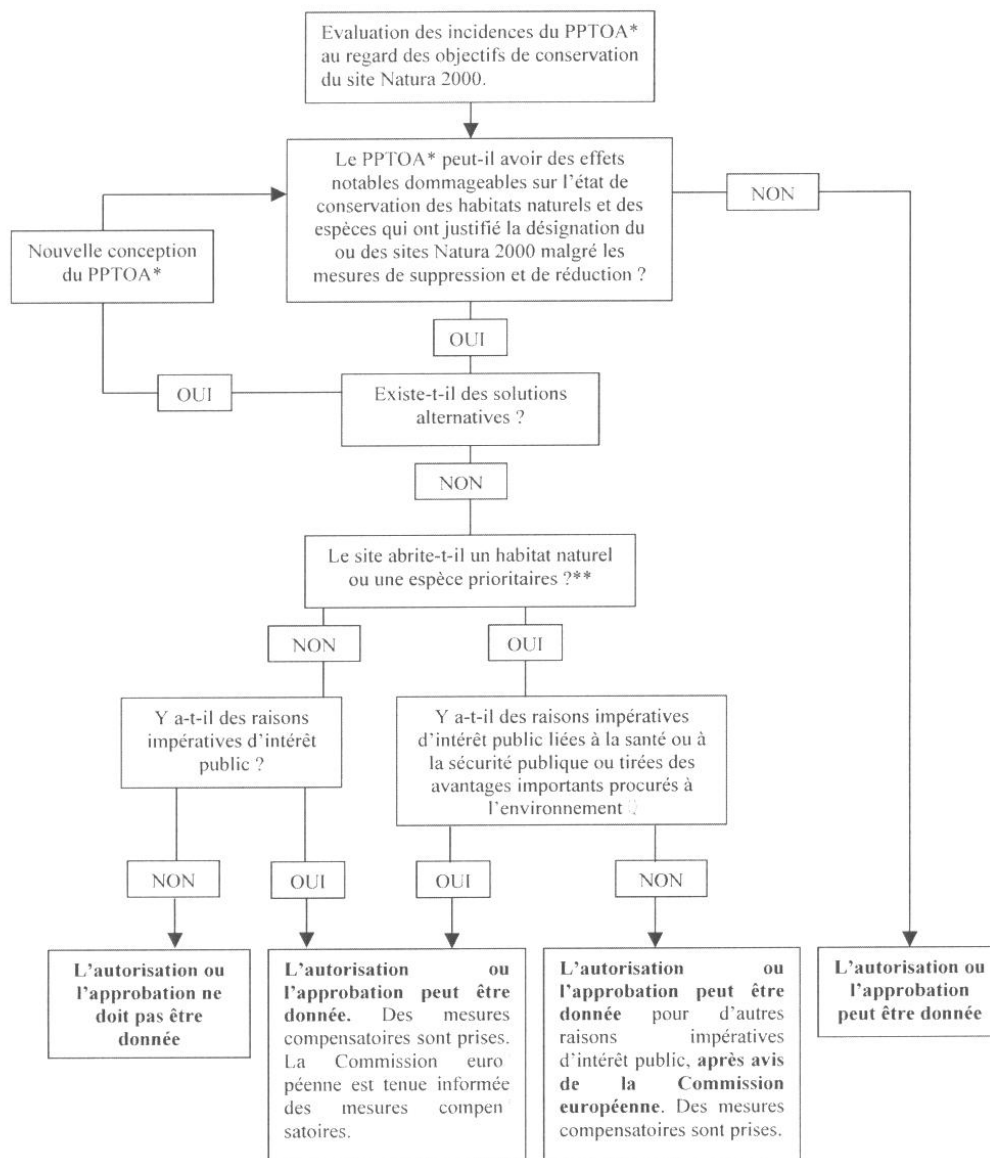 Evaluation des incidences du PPTOA*
au regard des objectifs de conservation
du site Natura 2000.
Le PPTOA* peut-il avoir des effets
notables dommageables sur l'état de
conservation des habitats naturels et des
espèces qui ont justifié la désignation du
ou des sites Natura 2000 malgré les
mesures de suppression et de réduction ?
NON
Nouvelle conception
du PPTOA*
OUI
OUI
Existe-t-il des solutions
alternatives ?
NON
Le site abrite-t-il un habitat naturel
ou une espèce prioritaires ?**
NON
OUI
Y a-t-il des raisons
impératives d'intérêt
public ?
Y a-t-il des raisons impératives
d'intérêt public liées à la santé ou à
la sécurité publique ou tirées des
avantages importants procurés à
l'environnement
NON
OUI
OUI
NON
L'autorisation ou
l'approbation ne
doit pas être
donnée
L'autorisation ou
l'approbation peut être
donnée. Des mesures
compensatoires sont prises.
La Commission euro
péenne est tenue informée
des mesures compen
satoires.
L'autorisation ou
l'approbation peut être
donnée pour d'autres
raisons impératives
d'intérêt public, après avis
de la Commission
européenne. Des mesures
compensatoires sont prises.
L'autorisation ou
l'approbation
peut être donnée